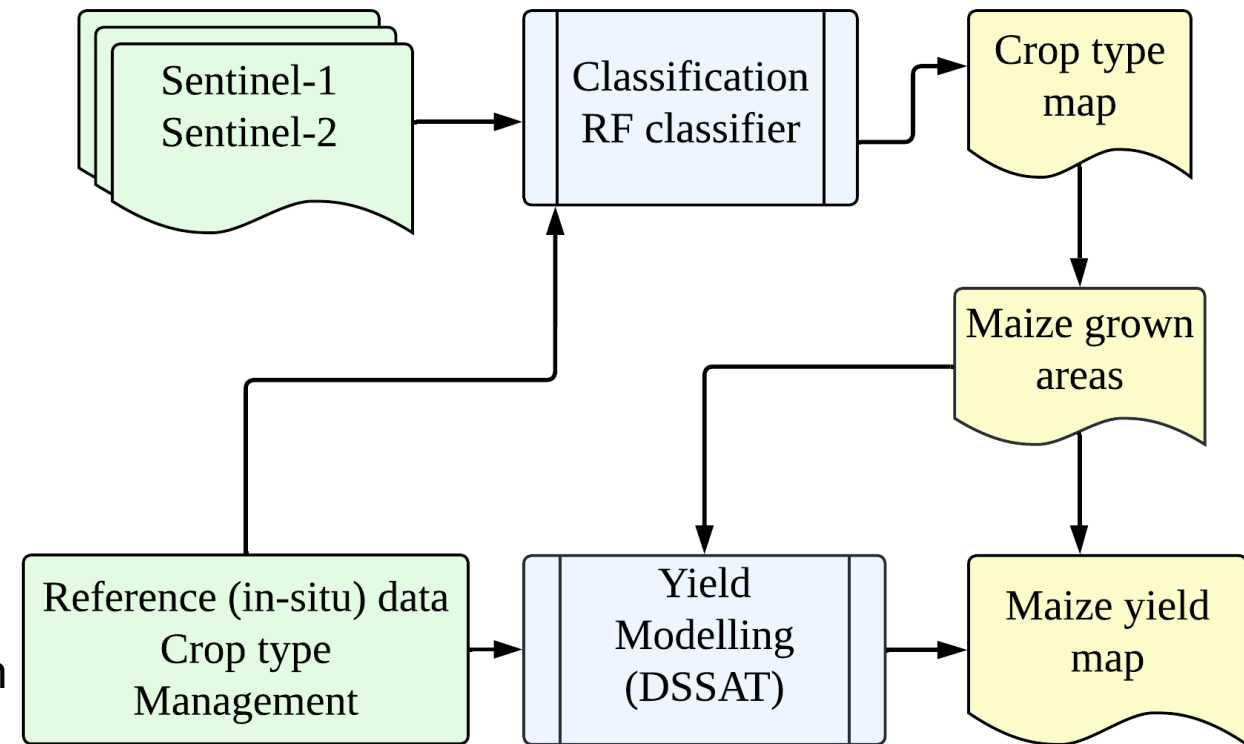 Sentinel-1
Sentinel-2
Classification
RF classifier
Crop type
map
Maize grown
areas
Reference (in-situ) data
Crop type
Management
Yield
Modelling
(DSSAT)
Maize yield
map